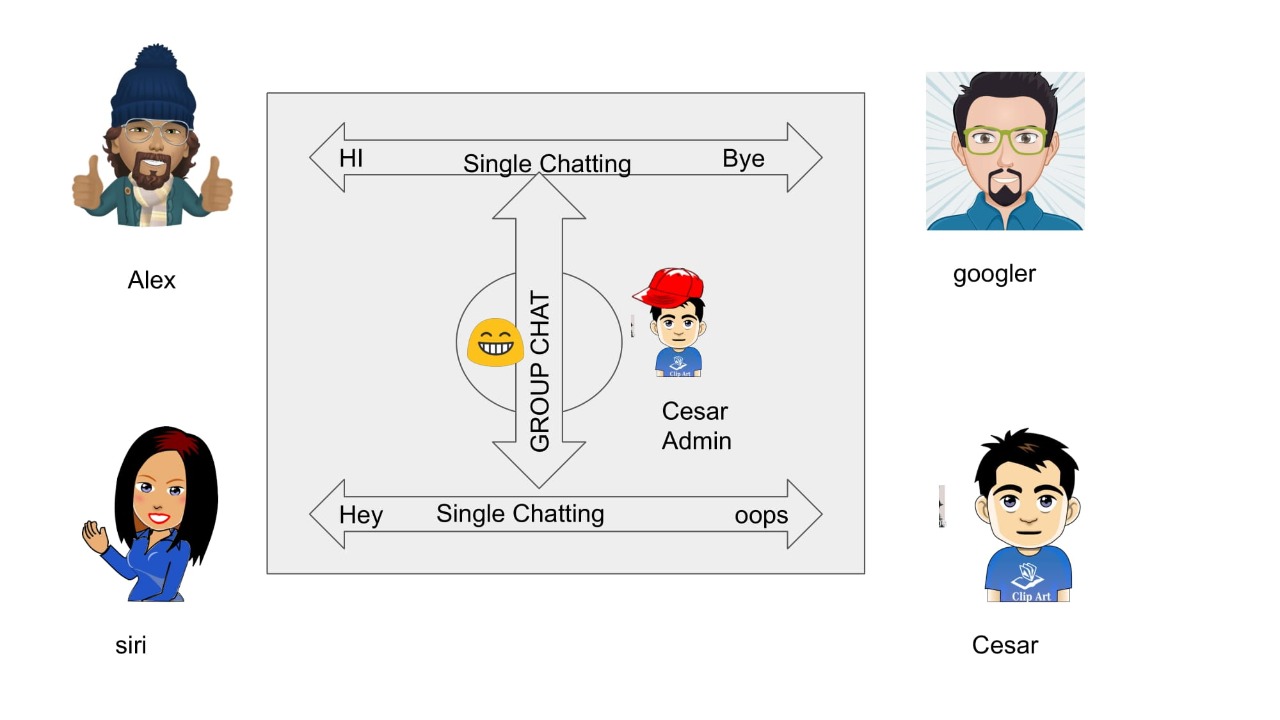 HI
Single Chatting
Bye
Alex
googler
GROUP CHAT
Clip Art
Cesar
Admin
Hey
Single Chatting
oops
Clip Art
siri
Cesar